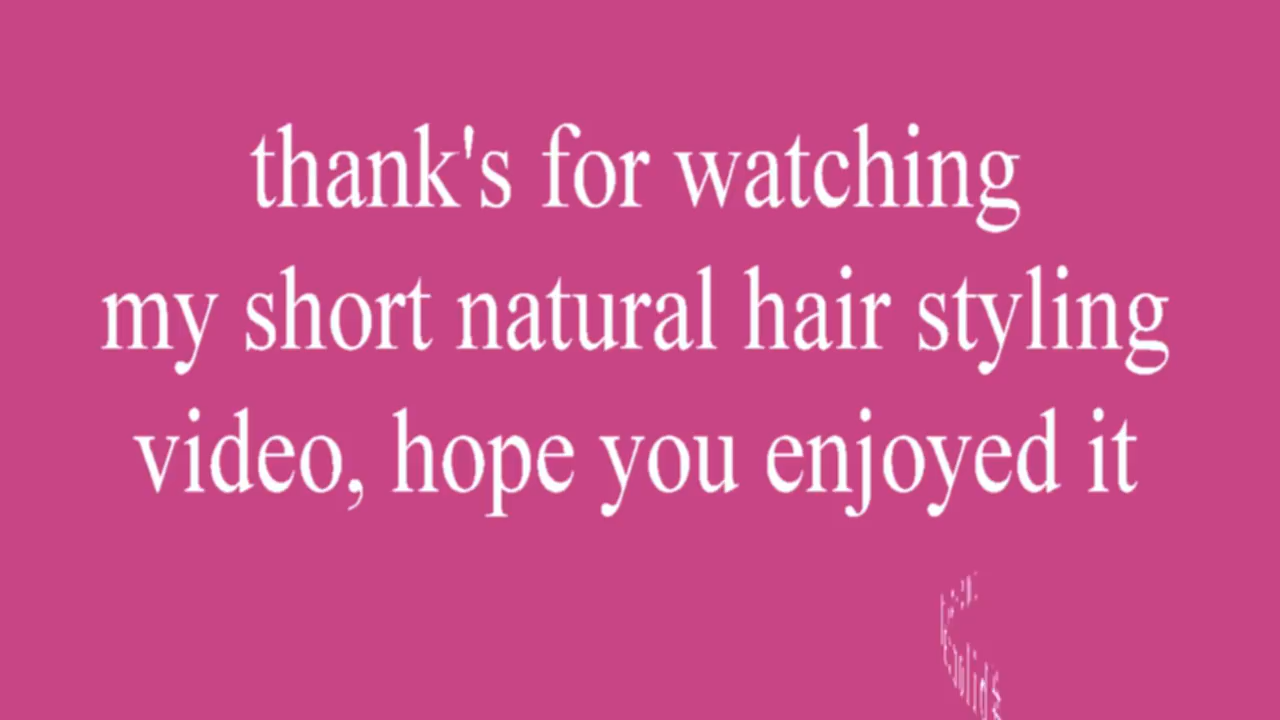 thank's for watching
my short natural hair styling
video, hope you enjoyed it